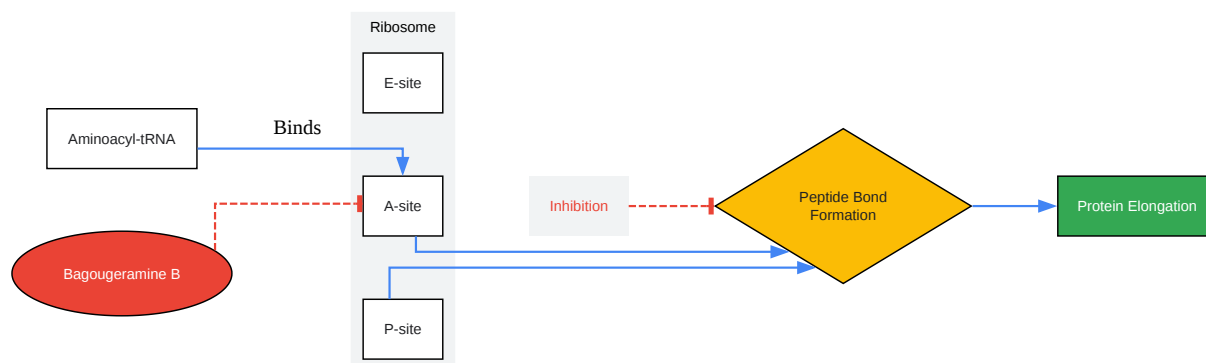 Ribosome
E-site
Binds
Aminoacyl-tRNA
A-site
Inhibition
Peptide Bond
Formation
Protein Elongation
Bagougeramine B
P-site